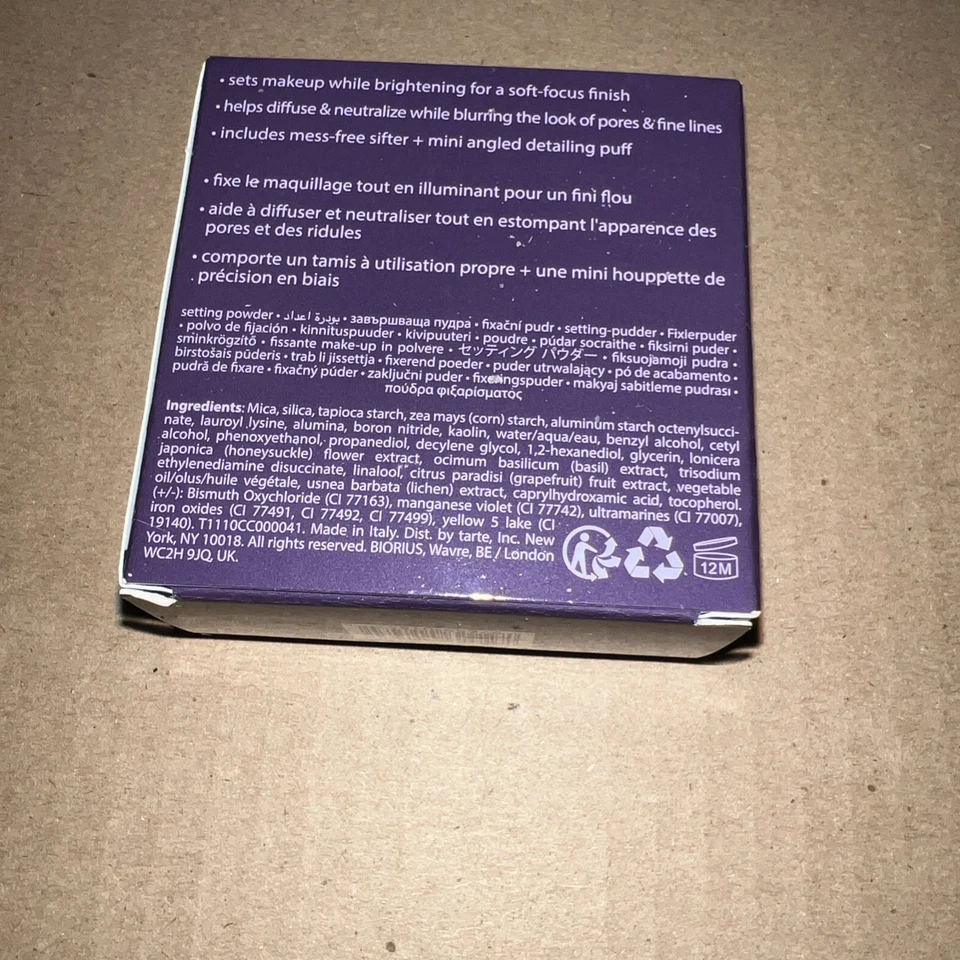 • sets makeup while brightening for a soft-focus finish
• helps diffuse & neutralize while blurring the look of pores & fine lines
• includes mess-free sifter + mini angled detailing puff
• fixe le maquillage tout en illuminant pour un fini flou
• aide à diffuser et neutraliser tout en estompant l'apparence des
pores et des ridules
• comporte un tamis à utilisation propre + une mini houppette de
précision en biais
setting powder • بودرة اعداد • завършваща пудра • fixační pudr • setting-pudder • Fixierpuder
• polvo de fijación • kinnituspuuder • kivipuuteri • poudre • púdar socraithe • fiksirni puder •
sminkrögzítő • fissante make-up in polvere • セッティング パウダー • fiksuojamoji pudra •
birstošais pūderis • trab li jissettja • fixerend poeder • puder utrwalający • pó de acabamento •
pudră de fixare • fixačný púder • zaključni puder • fixeringspuder • makyaj sabitleme pudrası •
πούδρα φιξαρίσματος
Ingredients: Mica, silica, tapioca starch, zea mays (corn) starch, aluminum starch octenylsucci-
nate, lauroyl lysine, alumina, boron nitride, kaolin, water/aqua/eau, benzyl alcohol, cetyl
alcohol, phenoxyethanol, propanediol, decylene glycol, 1,2-hexanediol, glycerin, lonicera
japonica (honeysuckle) flower extract, ocimum basilicum (basil) extract, trisodium
ethylenediamine disuccinate, linalool, citrus paradisi (grapefruit) fruit extract, vegetable
oil/olus/huile végétale, usnea barbata (lichen) extract, caprylhydroxamic acid, tocopherol.
(+/-): Bismuth Oxychloride (CI 77163), manganese violet (CI 77742), ultramarines (CI 77007),
iron oxides (CI 77491, CI 77492, CI 77499), yellow 5 lake (CI
19140). T1110CC000041. Made in Italy. Dist. by tarte, Inc. New
York, NY 10018. All rights reserved. BIORIUS, Wavre, BE / London
WC2H 9JQ, UK.
12M